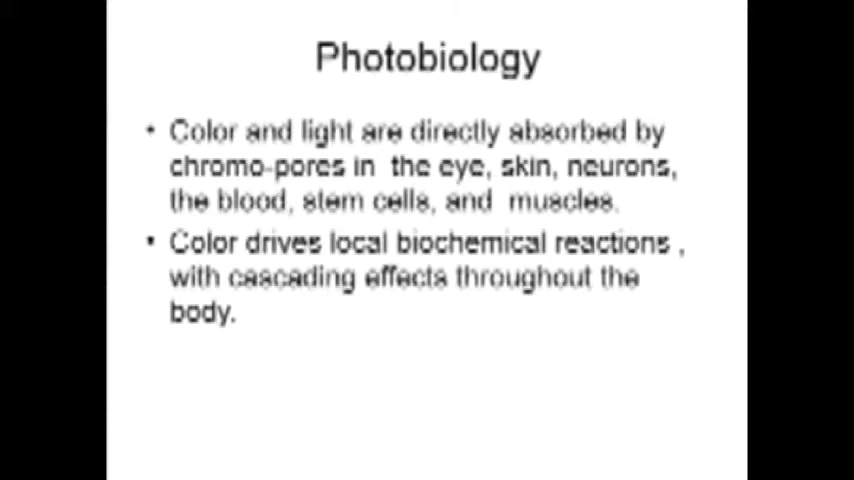 Photobiology
• Color and light are directly absorbed by
chromo-pores in the eye, skin, neurons,
the blood, stem cells, and muscles.
• Color drives local biochemical reactions ,
with cascading effects throughout the
body.